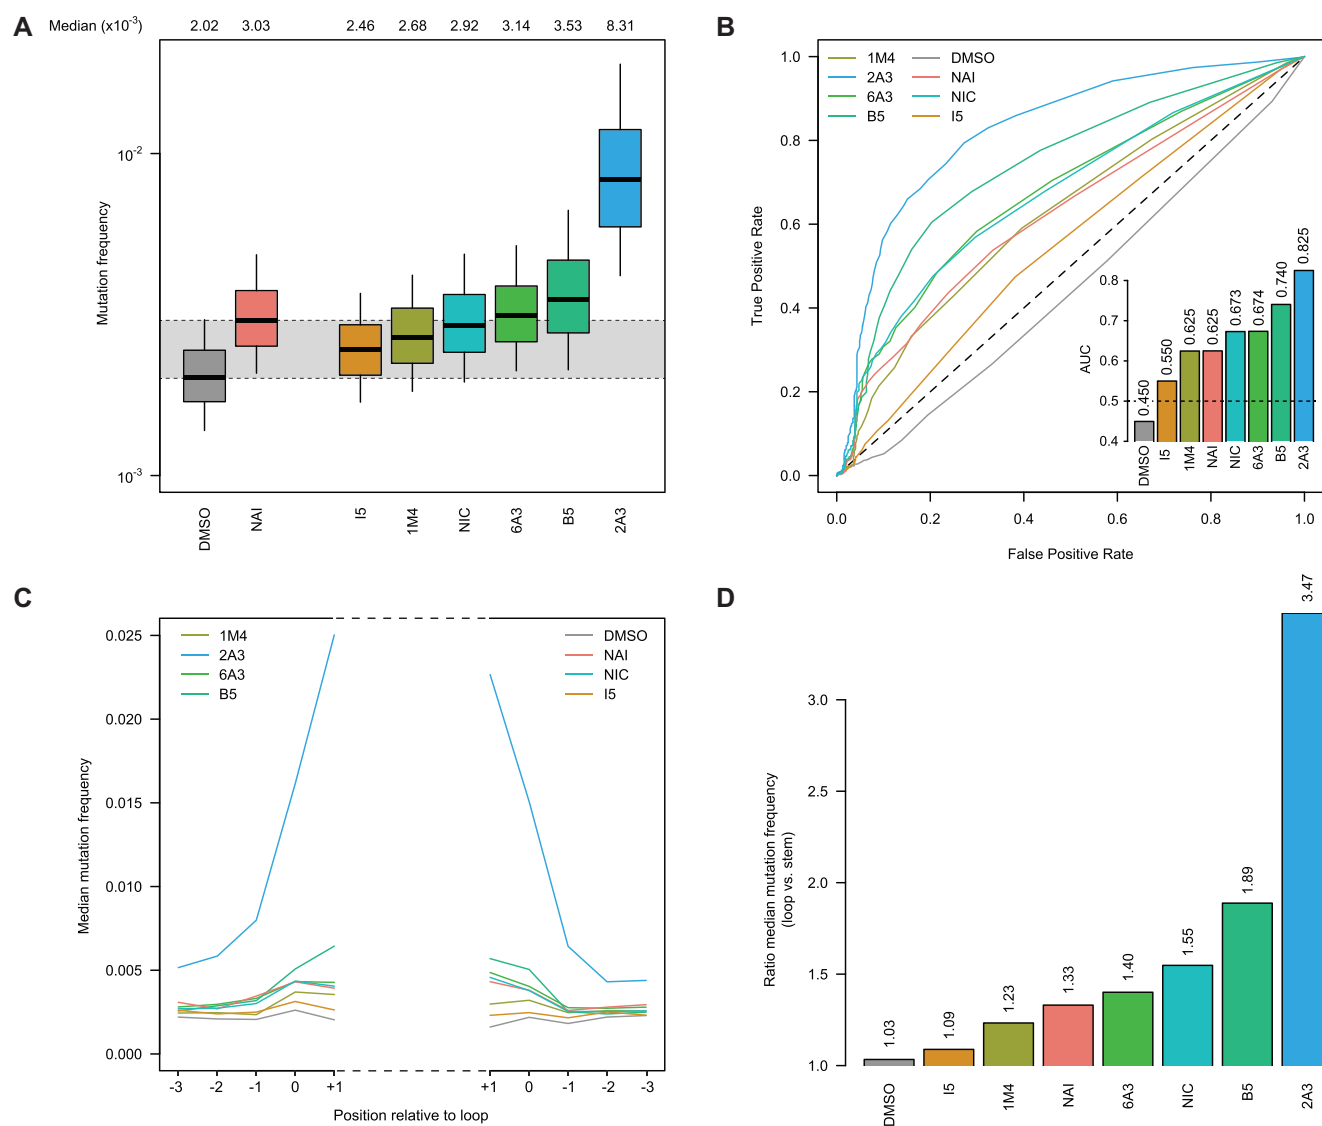 A
Median (x10-3) 2.02 3.03 2.46 2.68 2.92 3.14 3.53 8.31
Mutation frequency
10-2
10-3
DMSO NAI I5 1M4 NIC 6A3 B5 2A3
B
1M4 DMSO
2A3 NAI
6A3 NIC
B5 I5
True Positive Rate
1.0
0.8
0.6
0.4
0.2
0.0
0.0 0.2 0.4 0.6 0.8 1.0
False Positive Rate
AUC
0.8
0.7
0.6
0.5
0.4
0.450 0.550 0.625 0.625 0.673 0.674 0.740 0.825
DMSO I5 1M4 NAI NIC 6A3 B5 2A3
C
1M4 DMSO
2A3 NAI
6A3 NIC
B5 I5
Median mutation frequency
0.025
0.020
0.015
0.010
0.005
0.000
-3 -2 -1 0 +1 +1 0 -1 -2 -3
Position relative to loop
D
Ratio median mutation frequency
(loop vs. stem)
3.0
2.5
2.0
1.5
1.0
1.03 1.09 1.23 1.33 1.40 1.55 1.89 3.47
DMSO I5 1M4 NAI 6A3 NIC B5 2A3